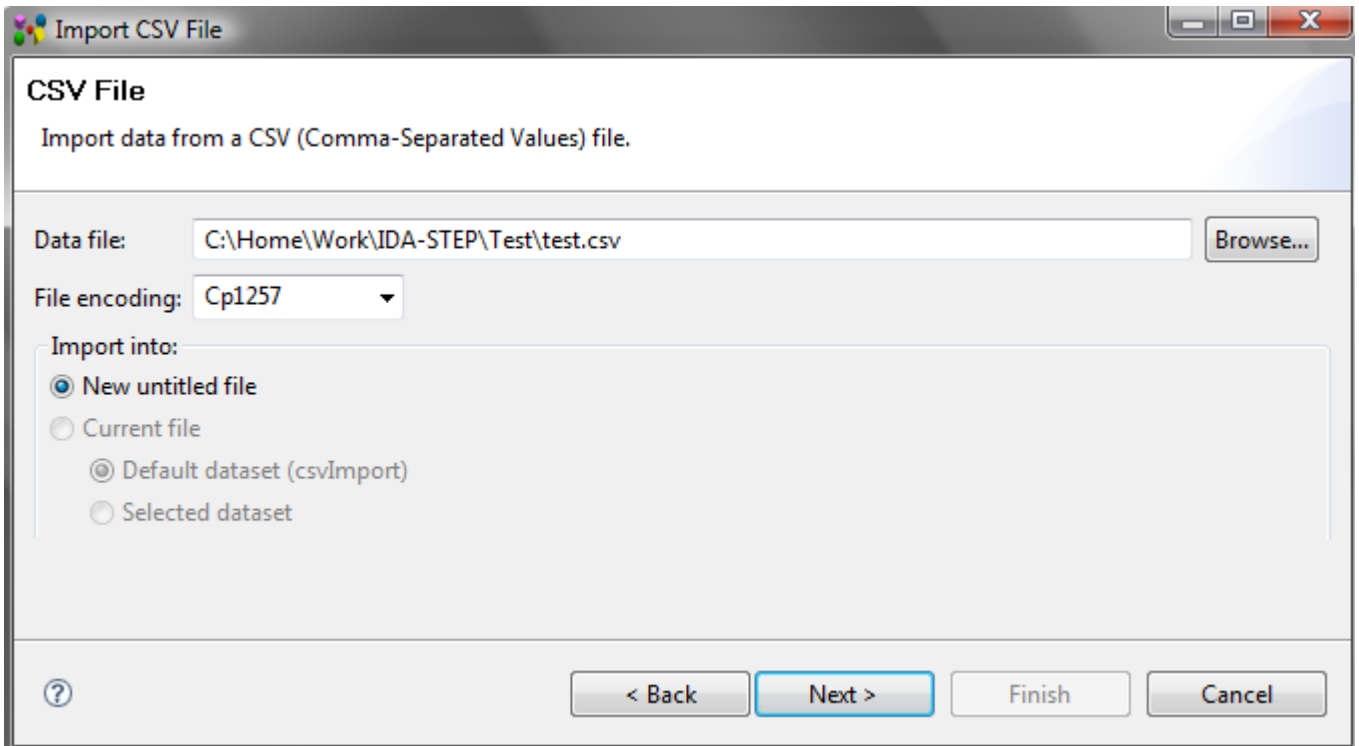 Import CSV File
CSV File
Import data from a CSV (Comma-Separated Values) file.
Data file: C:\Home\Work\IDA-STEP\Test\test.csv Browse...
File encoding: Cp1257
Import into:
New untitled file
Current file
Default dataset (csvImport)
Selected dataset
? < Back Next > Finish Cancel